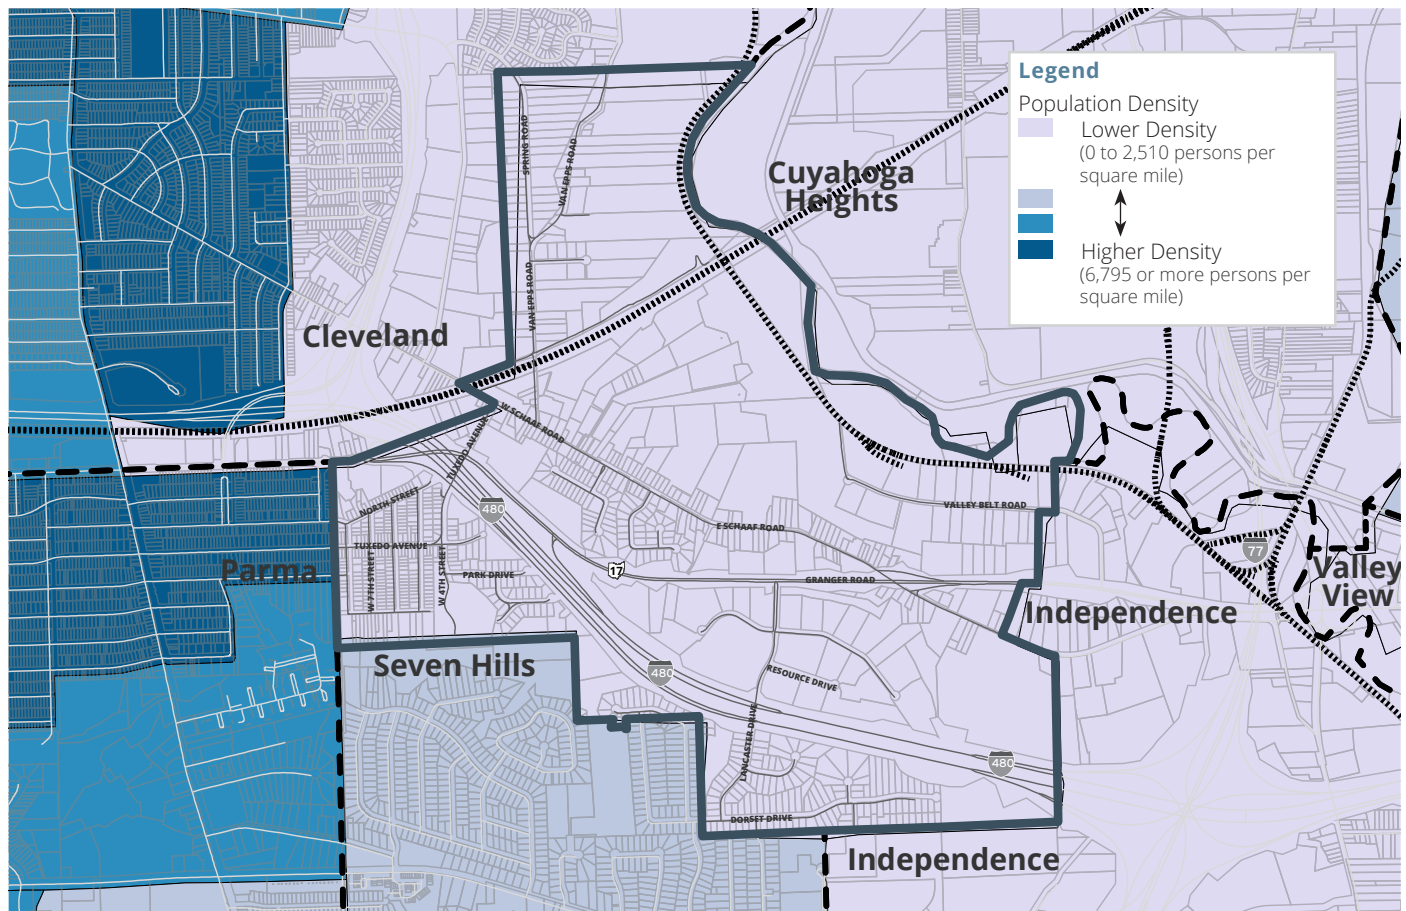 Legend
Population Density
Lower Density
(0 to 2,510 persons per
square mile)
Higher Density
(6,795 or more persons per
square mile)
Cuyahoga
Heights
SPRING ROAD
VAN EPPS ROAD
VAN EPPS ROAD
Cleveland
W SCHAAF ROAD
TUXEDO AVENUE
NORTH STREET
480
VALLEY BELT ROAD
E SCHAAF ROAD
TUXEDO AVENUE
77
Parma
W 7TH STREET
W 4TH STREET
PARK DRIVE
17
GRANGER ROAD
Valley
View
Independence
Seven Hills
480
RESOURCE DRIVE
LANCASTER DRIVE
480
DORSET DRIVE
Independence